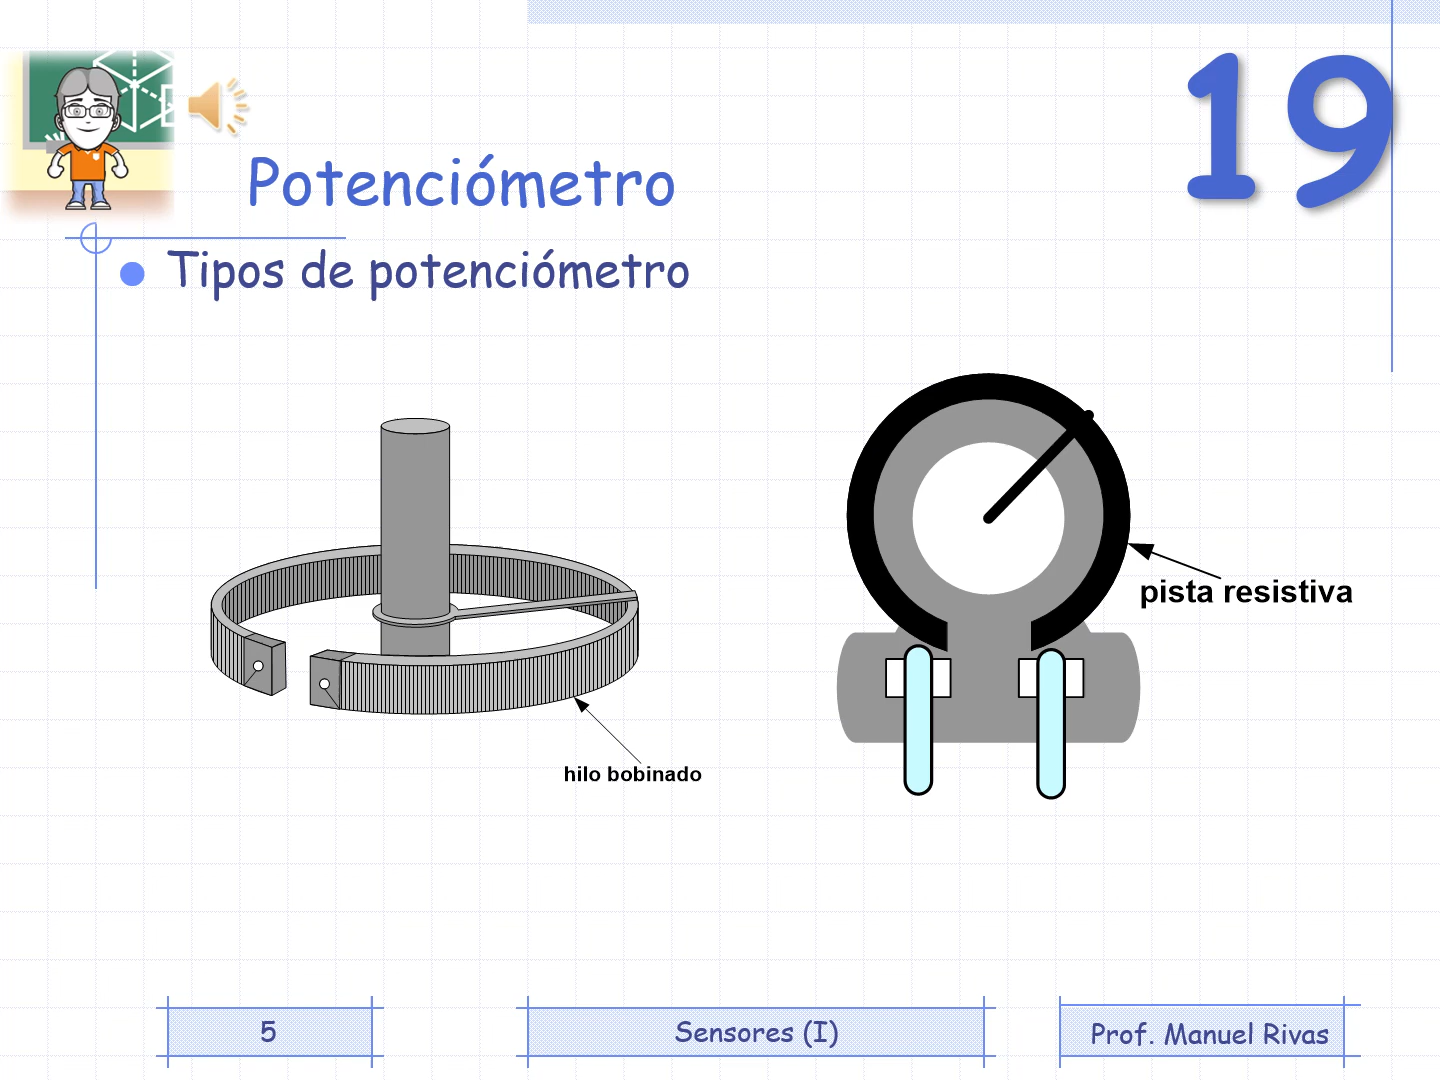 19
Potenciómetro
Tipos de potenciómetro
pista resistiva
hilo bobinado
5
Sensores (I)
Prof. Manuel Rivas